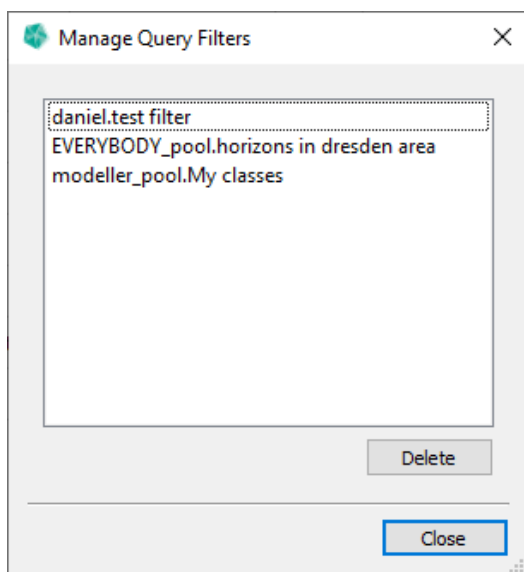 Manage Query Filters
daniel.test filter
EVERYBODY_pool.horizons in dresden area
modeller_pool.My classes
Delete
Close